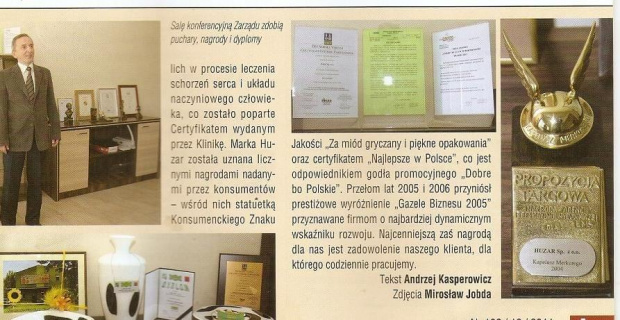 Salę konferencyjną Zarządu zdobią
puchary, nagrody i dyplomy
lich w procesie leczenia
schorzeń serca i układu
naczyniowego człowie-
ka, co zostało poparte
Certyfikatem wydanym
przez Klinikę. Marka Hu-
zar została uznana licz-
nymi nagrodami nadany-
mi przez konsumentów
– wśród nich statuetką
Konsumenckiego Znaku
Jakości „Za miód gryczany i piękne opakowania”
oraz certyfikatem „Najlepsze w Polsce”, co jest
odpowiednikiem godła promocyjnego „Dobre
bo Polskie”. Przełom lat 2005 i 2006 przyniósł
prestiżowe wyróżnienie „Gazele Biznesu 2005”
przyznawane firmom o najbardziej dynamicznym
wskaźniku rozwoju. Najcenniejszą zaś nagrodą
dla nas jest zadowolenie naszego klienta, dla
którego codziennie pracujemy.
Tekst Andrzej Kasperowicz
Zdjęcia Mirosław Jobda
PROPOZYCJA
TARGOWA
HUZAR Sp. z o.o.
Kapelusz Merkurego
2008